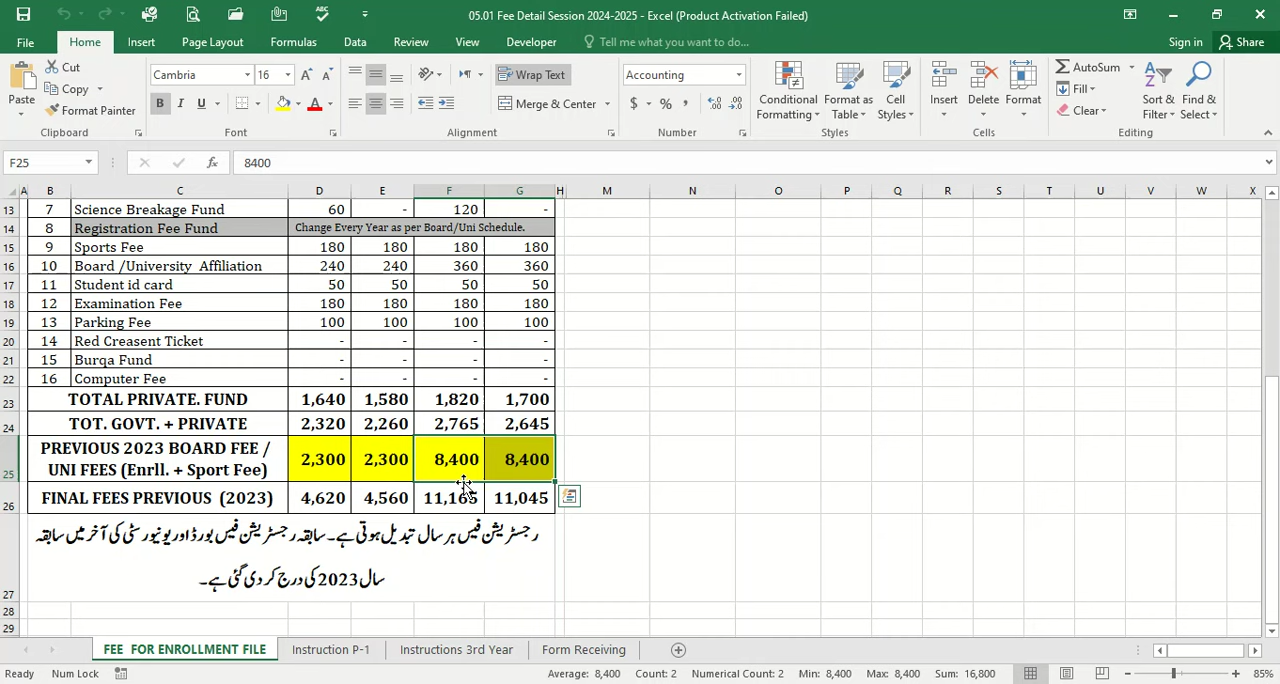 05.01 Fee Detail Session 2024-2025 - Excel (Product Activation Failed)
File Home Insert Page Layout Formulas Data Review View Developer Tell me what you want to do... Sign in Share
Paste Cut Copy Format Painter Clipboard
Cambria 16 Font
Wrap Text Merge & Center Alignment
Accounting Number
Conditional Formatting Format as Table Cell Styles Styles
Insert Delete Format Cells
AutoSum Fill Clear Sort & Filter Find & Select Editing
F25 fx 8400
A B C D E F G H M N O P Q R S T U V W X
13 7 Science Breakage Fund 60 - 120 -
14 8 Registration Fee Fund Change Every Year as per Board/Uni Schedule.
15 9 Sports Fee 180 180 180 180
16 10 Board /University Affiliation 240 240 360 360
17 11 Student id card 50 50 50 50
18 12 Examination Fee 180 180 180 180
19 13 Parking Fee 100 100 100 100
20 14 Red Creasent Ticket - - - -
21 15 Burqa Fund - - - -
22 16 Computer Fee - - - -
23 TOTAL PRIVATE. FUND 1,640 1,580 1,820 1,700
24 TOT. GOVT. + PRIVATE 2,320 2,260 2,765 2,645
PREVIOUS 2023 BOARD FEE /
25 UNI FEES (Enrll. + Sport Fee) 2,300 2,300 8,400 8,400
26 FINAL FEES PREVIOUS (2023) 4,620 4,560 11,165 11,045
رجسٹریشن فیس ہر سال تبدیل ہوتی ہے۔ سابقہ رجسٹریشن فیس بورڈ اور یونیورسٹی کی آخر میں سابقہ
27 سال 2023 کی درج کر دی گئی ہے۔
28
29
FEE FOR ENROLLMENT FILE Instruction P-1 Instructions 3rd Year Form Receiving
Ready Num Lock Average: 8,400 Count: 2 Numerical Count: 2 Min: 8,400 Max: 8,400 Sum: 16,800 85%